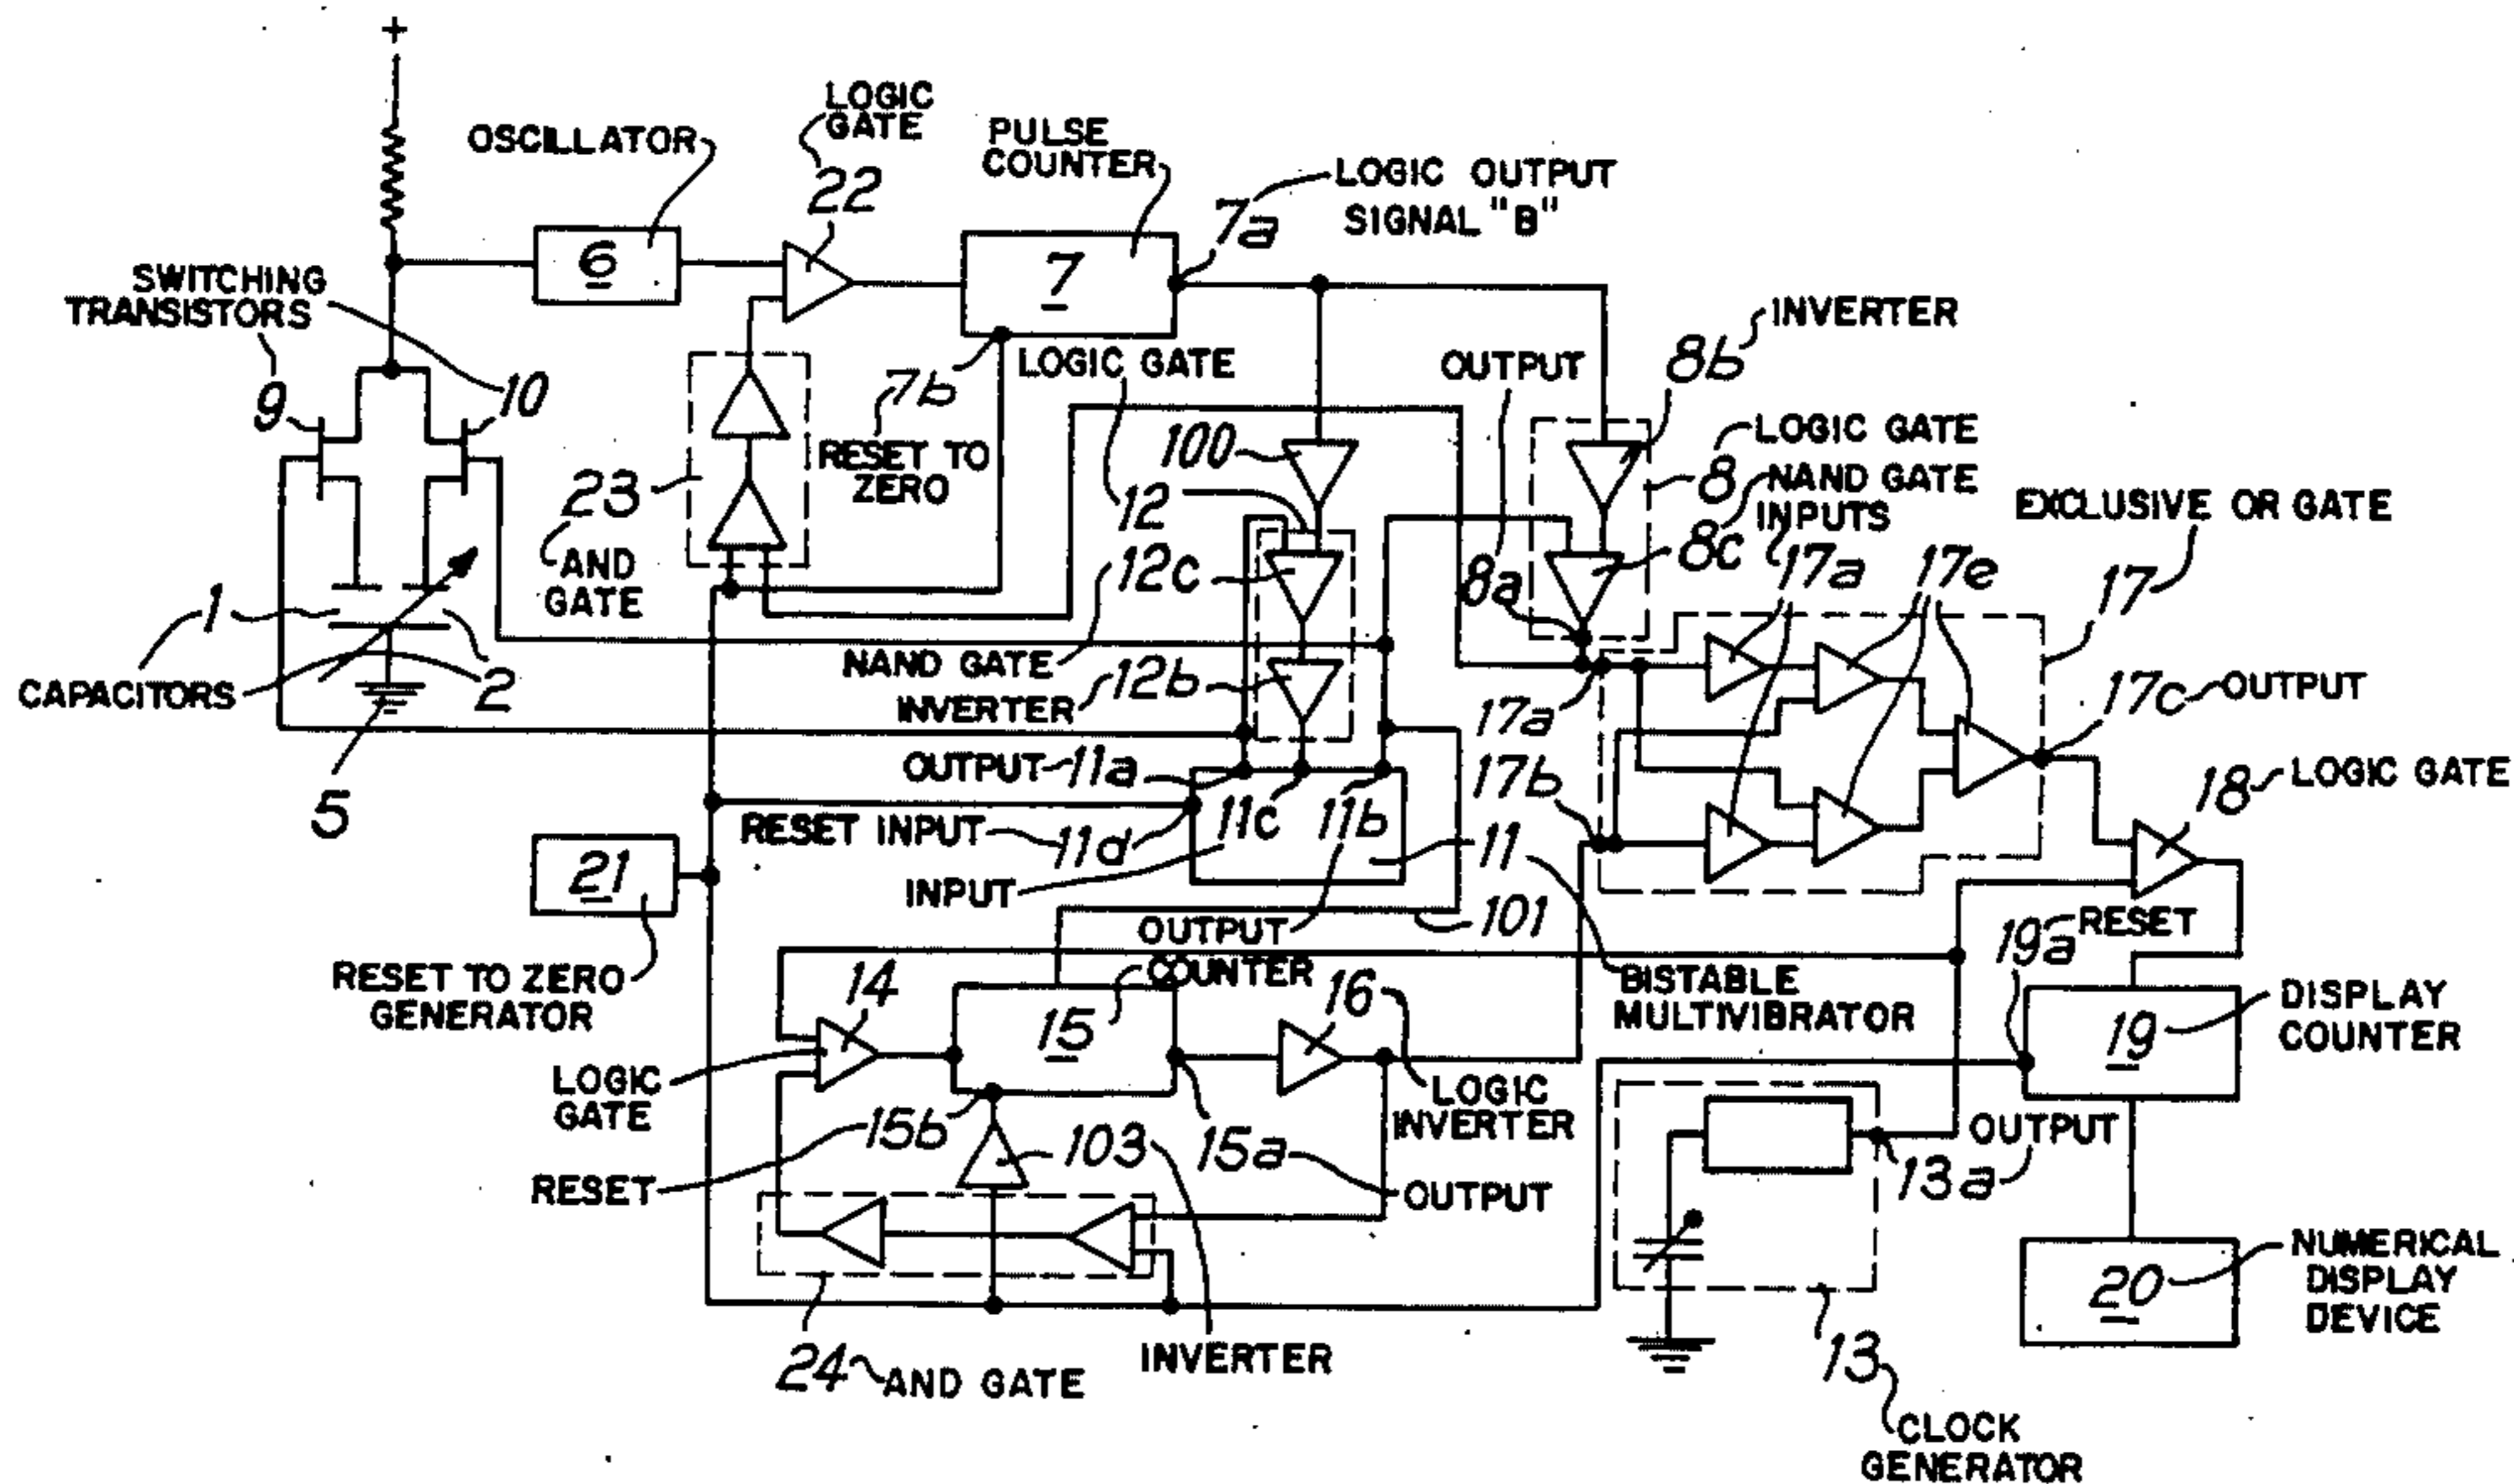 +
LOGIC
GATE
OSCILLATOR
22
PULSE
COUNTER
7a
LOGIC OUTPUT
SIGNAL "B"
SWITCHING
TRANSISTORS
6
7
INVERTER
8b
OUTPUT
LOGIC GATE
7b
9
10
RESET TO
ZERO
100
LOGIC GATE
8
NAND GATE
INPUTS
EXCLUSIVE OR GATE
23
AND
GATE
12
12c
8a
8c
17a
17e
17
1
CAPACITORS
2
5
NAND GATE
INVERTER
12b
17a
17c
OUTPUT
OUTPUT
11a
17b
18
LOGIC GATE
RESET INPUT
11d
11c
11b
11
INPUT
21
OUTPUT
101
19a
RESET
RESET TO ZERO
GENERATOR
14
COUNTER
15
16
BISTABLE
MULTIVIBRATOR
19
DISPLAY
COUNTER
LOGIC
GATE
15b
103
15a
LOGIC
INVERTER
OUTPUT
13a
RESET
OUTPUT
20
NUMERICAL
DISPLAY
DEVICE
24
AND GATE
INVERTER
13
CLOCK
GENERATOR